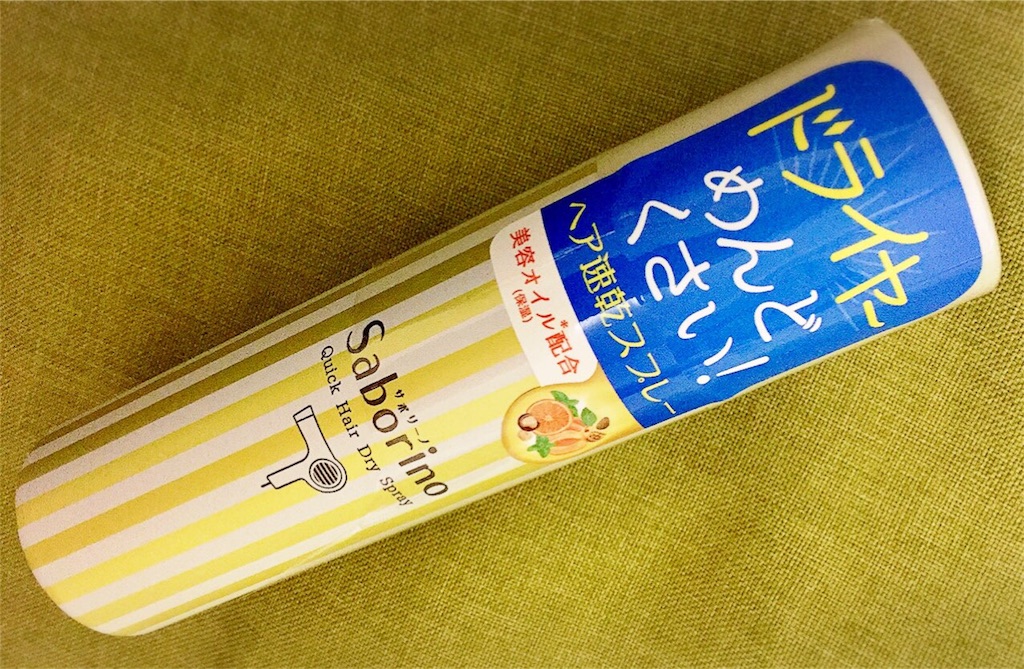 ドライヤー
めんど
くさい!!
ヘア速乾スプレー
美容オイル*配合
(保湿)
サボリーノ
Saborino
Quick Hair Dry Spray